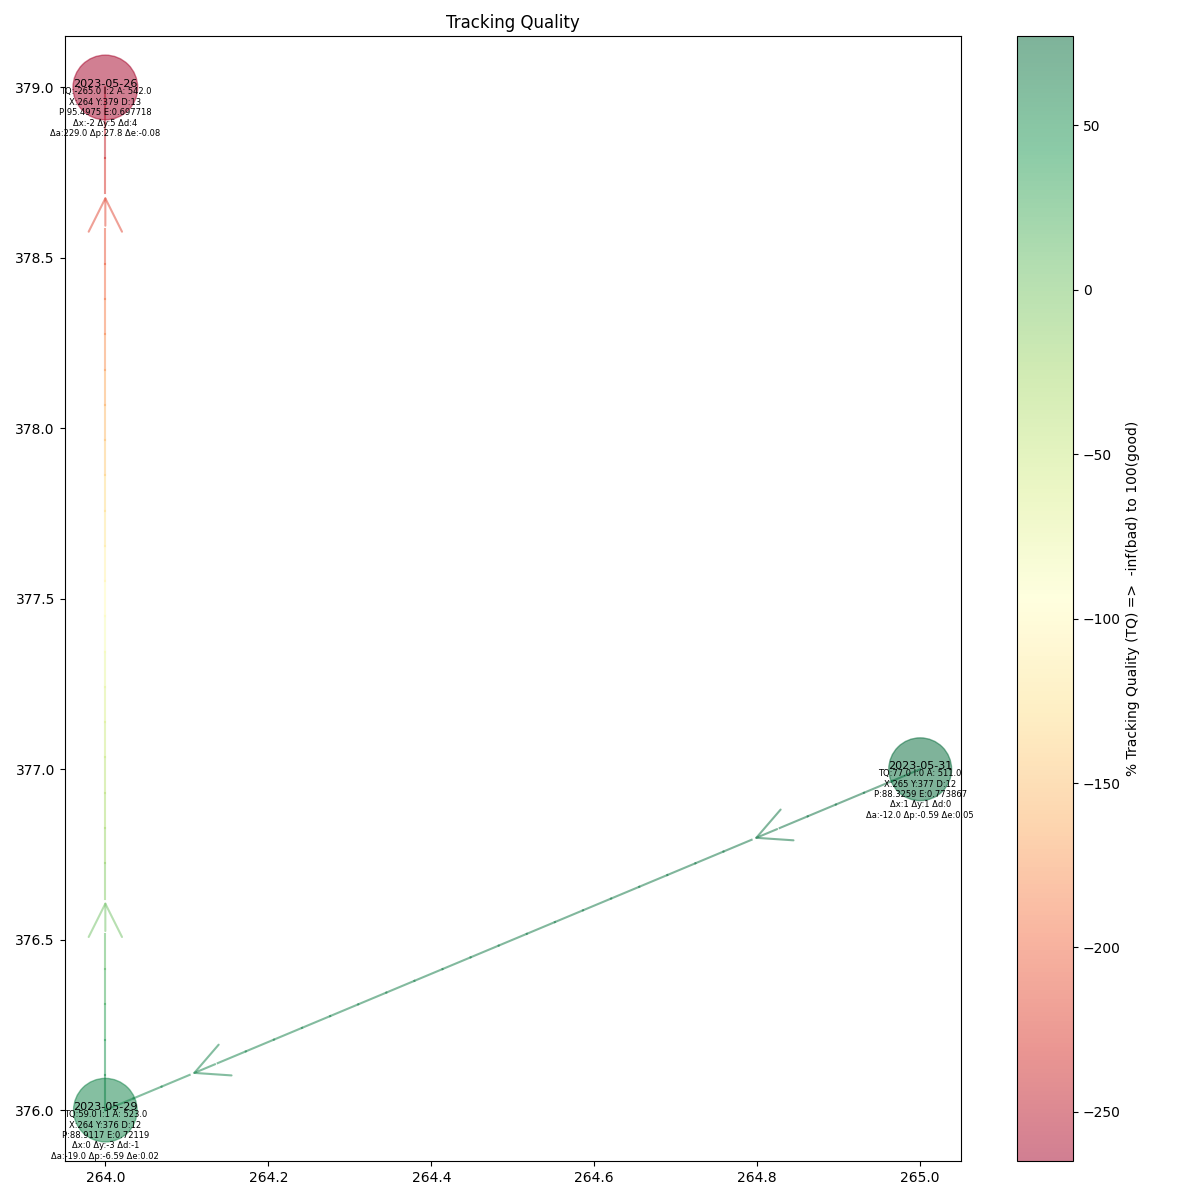 Tracking Quality
379.0
378.5
378.0
377.5
377.0
376.5
376.0
264.0
264.2
264.4
264.6
264.8
265.0
2023-05-26
TQ:-265.0 I:2 A: 542.0
X:264 Y:379 D:13
P:95.4975 E:0.697718
Δx:-2 Δy:5 Δd:4
Δa:229.0 Δp:27.8 Δe:-0.08
2023-05-31
TQ:77.0 I:0 A: 511.0
X:265 Y:377 D:12
P:88.3259 E:0.773867
Δx:1 Δy:1 Δd:0
Δa:-12.0 Δp:-0.59 Δe:0.05
2023-05-29
TQ:59.0 I:1 A: 523.0
X:264 Y:376 D:12
P:88.9117 E:0.72119
Δx:0 Δy:-3 Δd:-1
Δa:-19.0 Δp:-6.59 Δe:0.02
50
0
−50
−100
−150
−200
−250
% Tracking Quality (TQ) =>  -inf(bad) to 100(good)